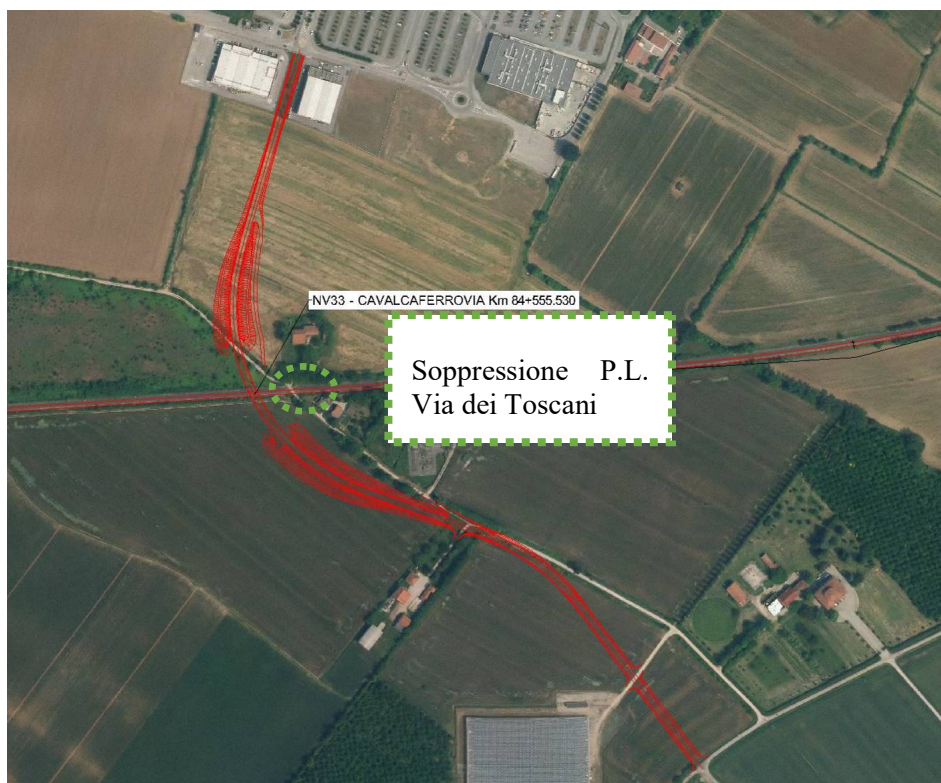 NV33 - CAVALCAFERROVIA Km 84+555.530
Soppressione P.L.
Via dei Toscani